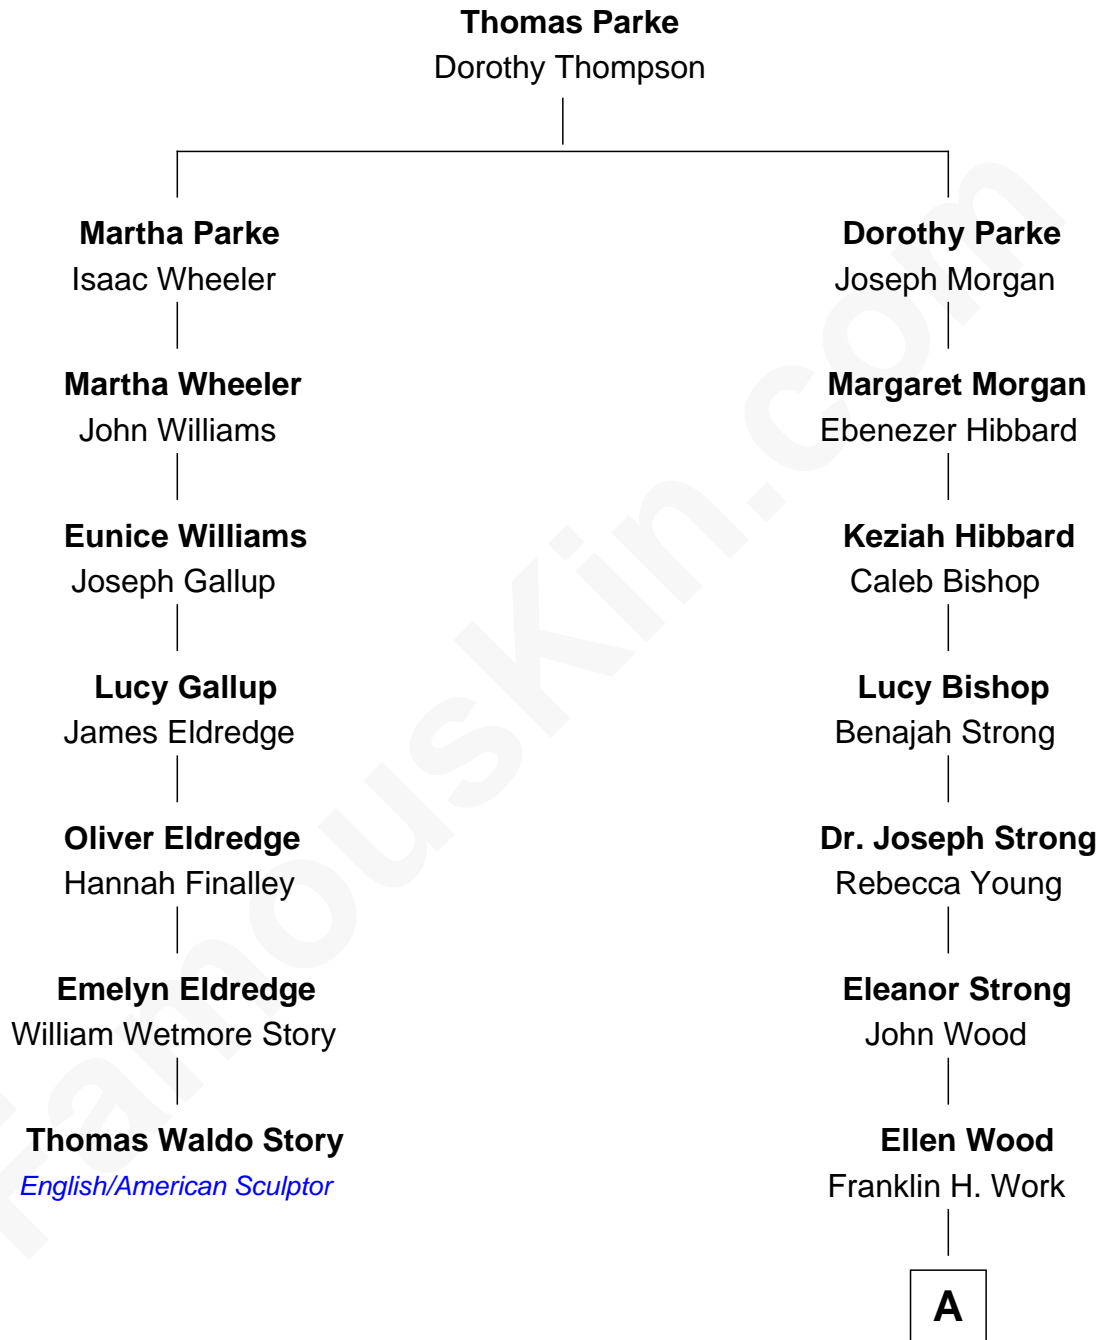 Thomas Parke
Dorothy Thompson
Martha Parke
Isaac Wheeler
Dorothy Parke
Joseph Morgan
Martha Wheeler
John Williams
Margaret Morgan
Ebenezer Hibbard
Eunice Williams
Joseph Gallup
Keziah Hibbard
Caleb Bishop
Lucy Gallup
James Eldredge
Lucy Bishop
Benajah Strong
Oliver Eldredge
Hannah Finalley
Dr. Joseph Strong
Rebecca Young
Emelyn Eldredge
William Wetmore Story
Eleanor Strong
John Wood
Thomas Waldo Story
English/American Sculptor
Ellen Wood
Franklin H. Work
A
FamousKin.com